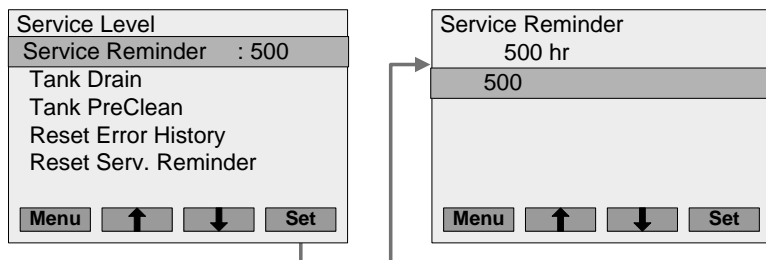 Service Level
Service Reminder : 500
Tank Drain
Tank PreClean
Reset Error History
Reset Serv. Reminder
Menu ↑ ↓ Set
Service Reminder
500 hr
500
Menu ↑ ↓ Set